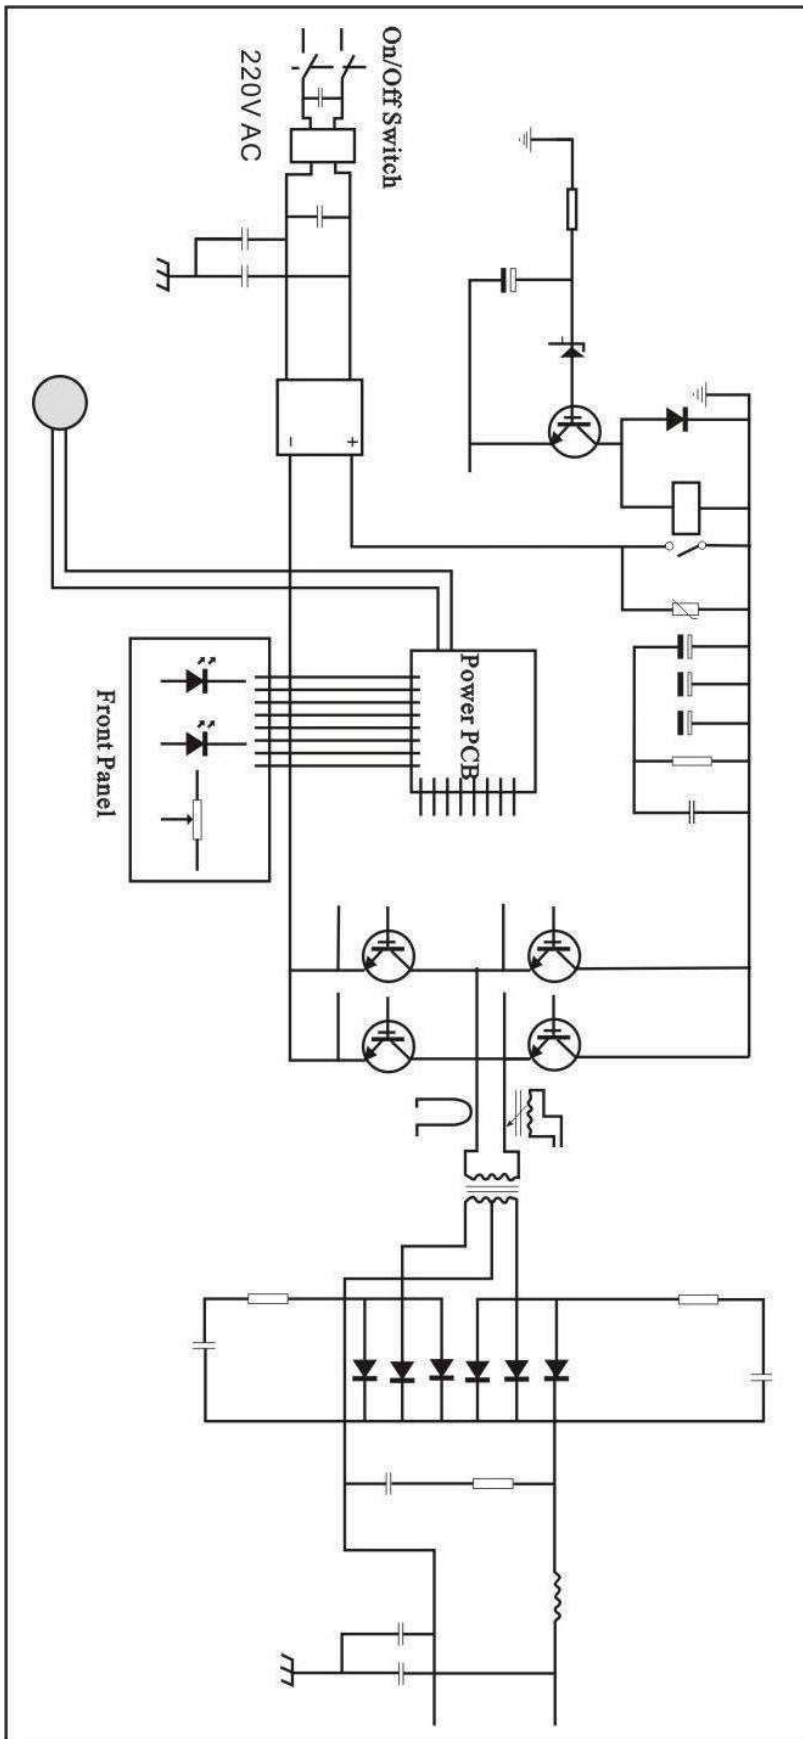 On/Off Switch
220V AC
- +
Power PCB
Front Panel